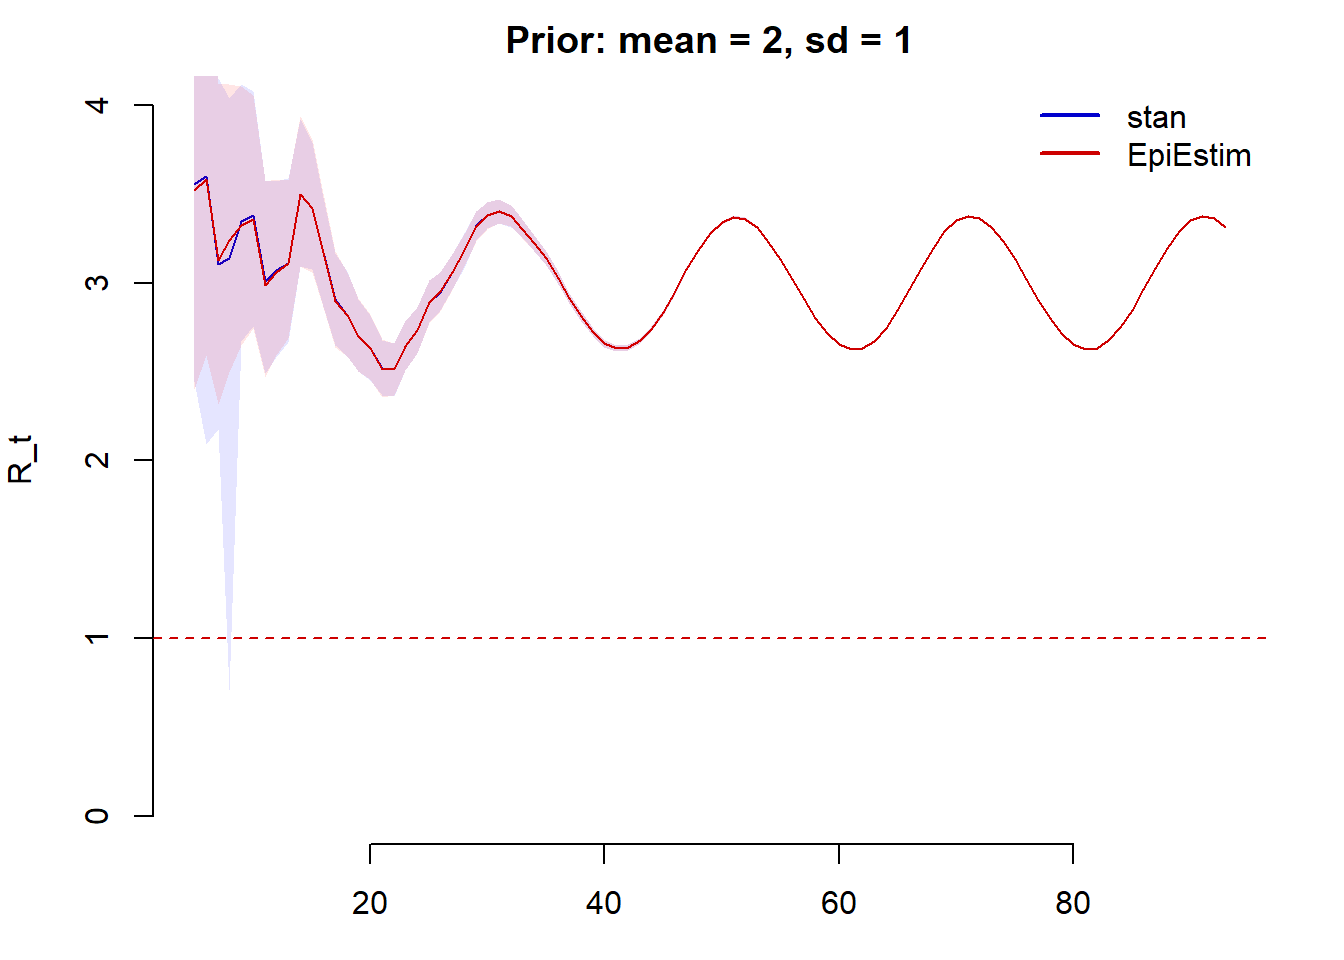 Prior: mean = 2, sd = 1
stan
EpiEstim
R_t
4
3
2
1
0
20 40 60 80